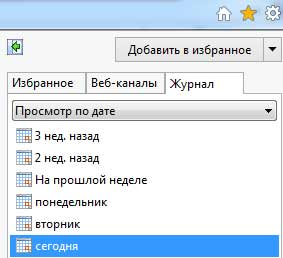 Добавить в избранное
Избранное Веб-каналы Журнал
Просмотр по дате
3 нед. назад
2 нед. назад
На прошлой неделе
понедельник
вторник
сегодня